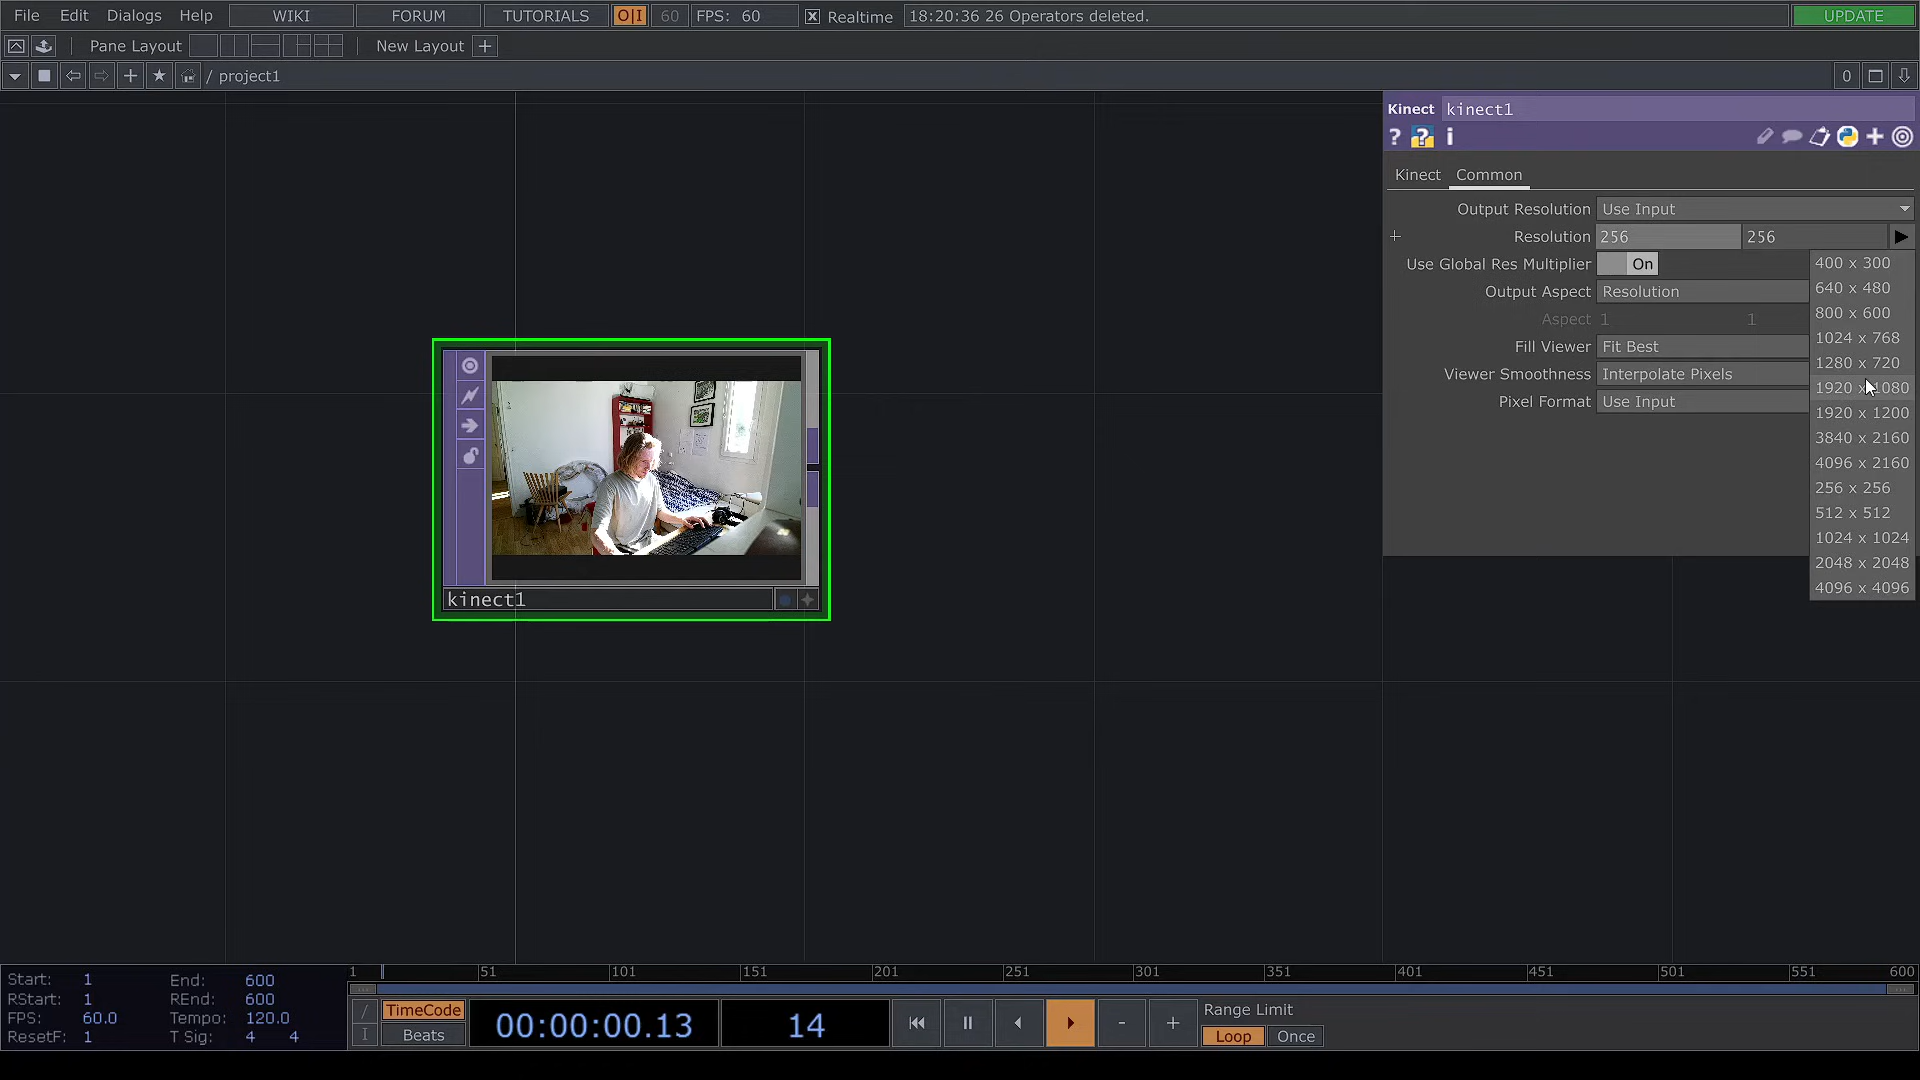 File Edit Dialogs Help WIKI FORUM TUTORIALS O|I 60 FPS: 60 Realtime 18:20:36 26 Operators deleted. UPDATE
Pane Layout New Layout +
/ project1 0
Kinect kinect1
? ? i
Kinect Common
Output Resolution Use Input
+ Resolution 256 256
Use Global Res Multiplier On
Output Aspect Resolution
Aspect 1 1
Fill Viewer Fit Best
Viewer Smoothness Interpolate Pixels
Pixel Format Use Input
400 x 300
640 x 480
800 x 600
1024 x 768
1280 x 720
1920 x 1080
1920 x 1200
3840 x 2160
4096 x 2160
256 x 256
512 x 512
1024 x 1024
2048 x 2048
4096 x 4096
kinect1
1 51 101 151 201 251 301 351 401 451 501 551 600
Start: 1 End: 600
RStart: 1 REnd: 600
FPS: 60.0 Tempo: 120.0
ResetF: 1 T Sig: 4 4
/ TimeCode 00:00:00.13 14 - + Range Limit
I Beats Loop Once